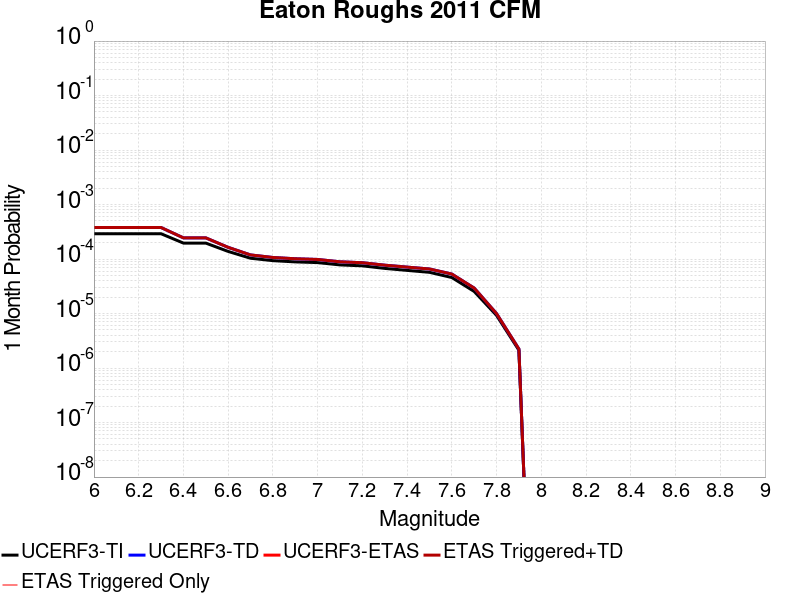 Eaton Roughs 2011 CFM
10^0
10^-1
10^-2
10^-3
10^-4
10^-5
10^-6
10^-7
10^-8
1 Month Probability
6 6.2 6.4 6.6 6.8 7 7.2 7.4 7.6 7.8 8 8.2 8.4 8.6 8.8 9
Magnitude
UCERF3-TI UCERF3-TD UCERF3-ETAS ETAS Triggered+TD
ETAS Triggered Only